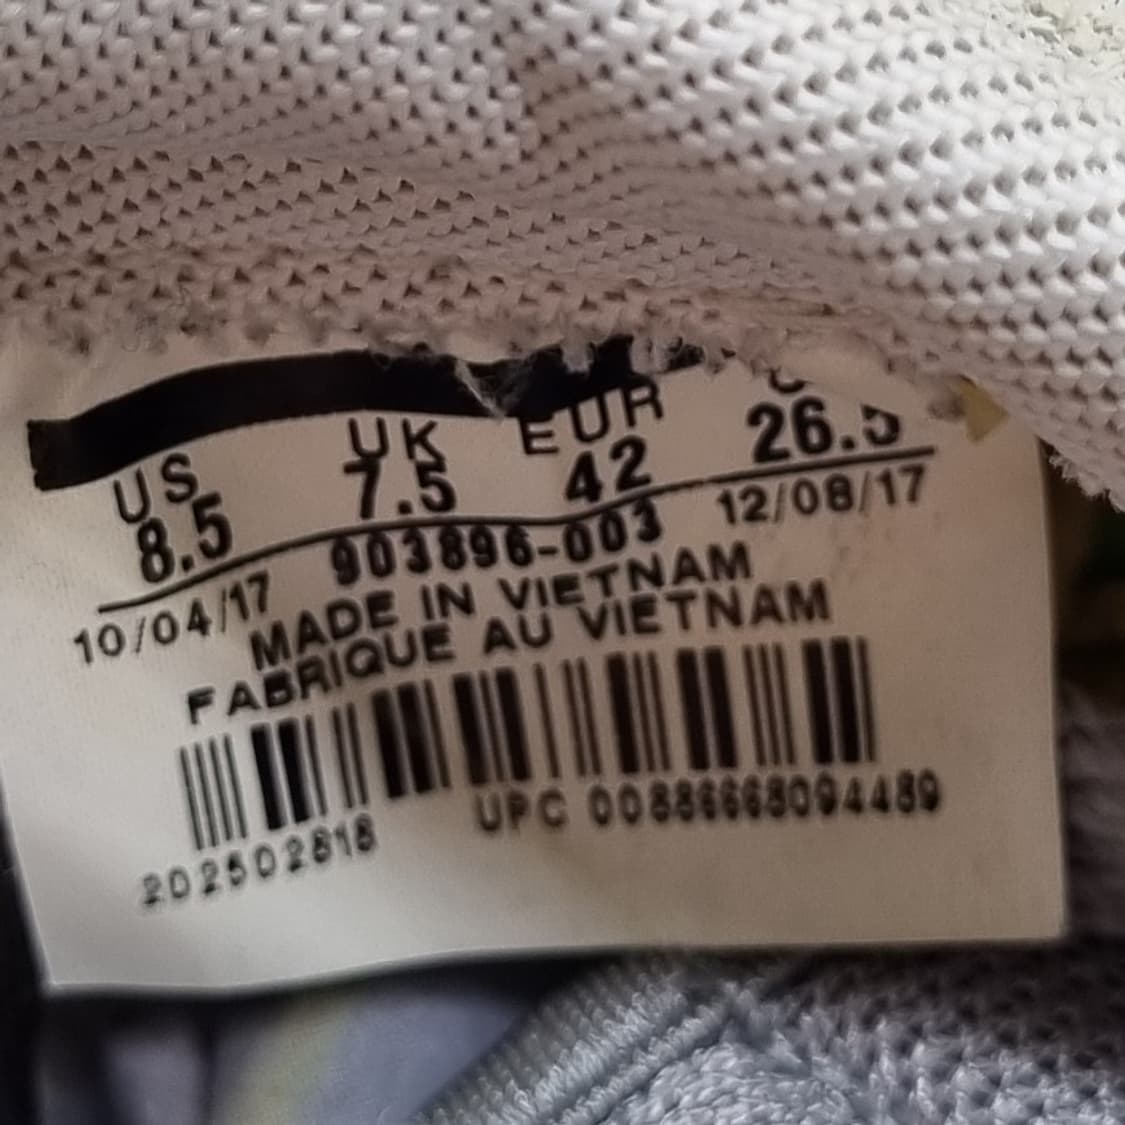 US UK EUR
8.5 7.5 42 26.5
10/04/17 903896-003 12/08/17
MADE IN VIETNAM
FABRIQUE AU VIETNAM
202502818 UPC 00886668094489